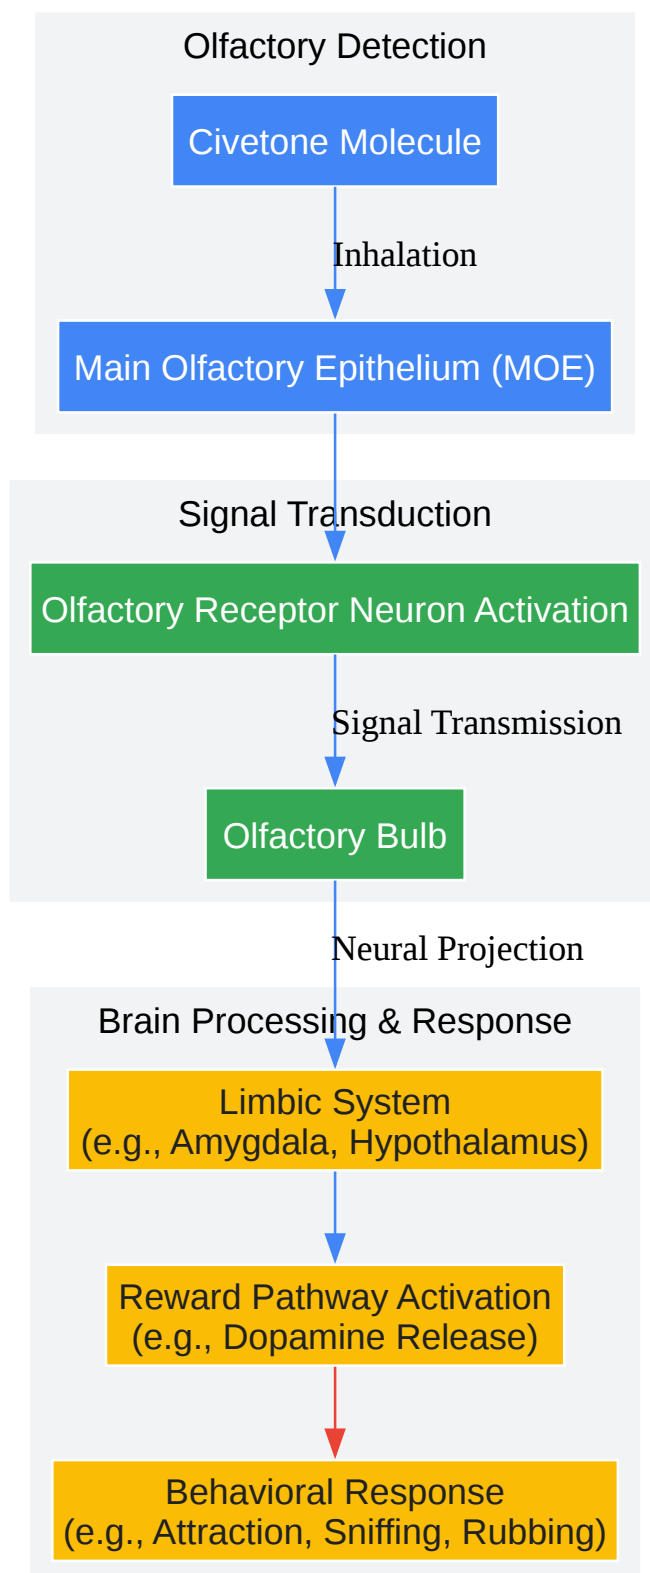 Olfactory Detection
Civetone Molecule
Inhalation
Main Olfactory Epithelium (MOE)
Signal Transduction
Olfactory Receptor Neuron Activation
Signal Transmission
Olfactory Bulb
Neural Projection
Brain Processing & Response
Limbic System
(e.g., Amygdala, Hypothalamus)
Reward Pathway Activation
(e.g., Dopamine Release)
Behavioral Response
(e.g., Attraction, Sniffing, Rubbing)